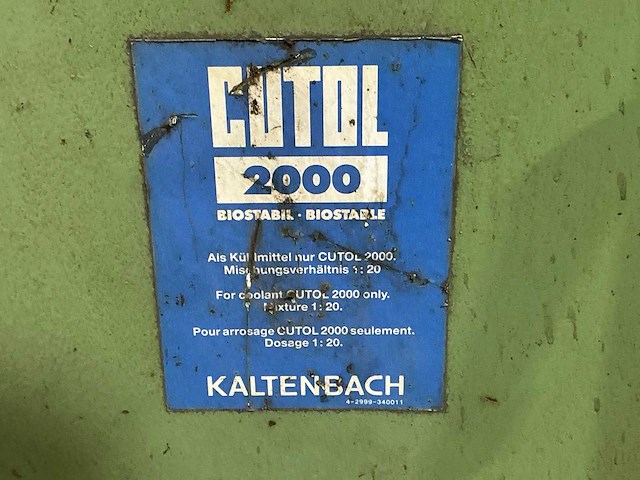 CUTOL
2000
BIOSTABIL · BIOSTABLE
Als Kühlmittel nur CUTOL 2000.
Mischungsverhältnis 1 : 20
For coolant CUTOL 2000 only.
Mixture 1 : 20.
Pour arrosage CUTOL 2000 seulement.
Dosage 1 : 20.
KALTENBACH
4-2999-340011